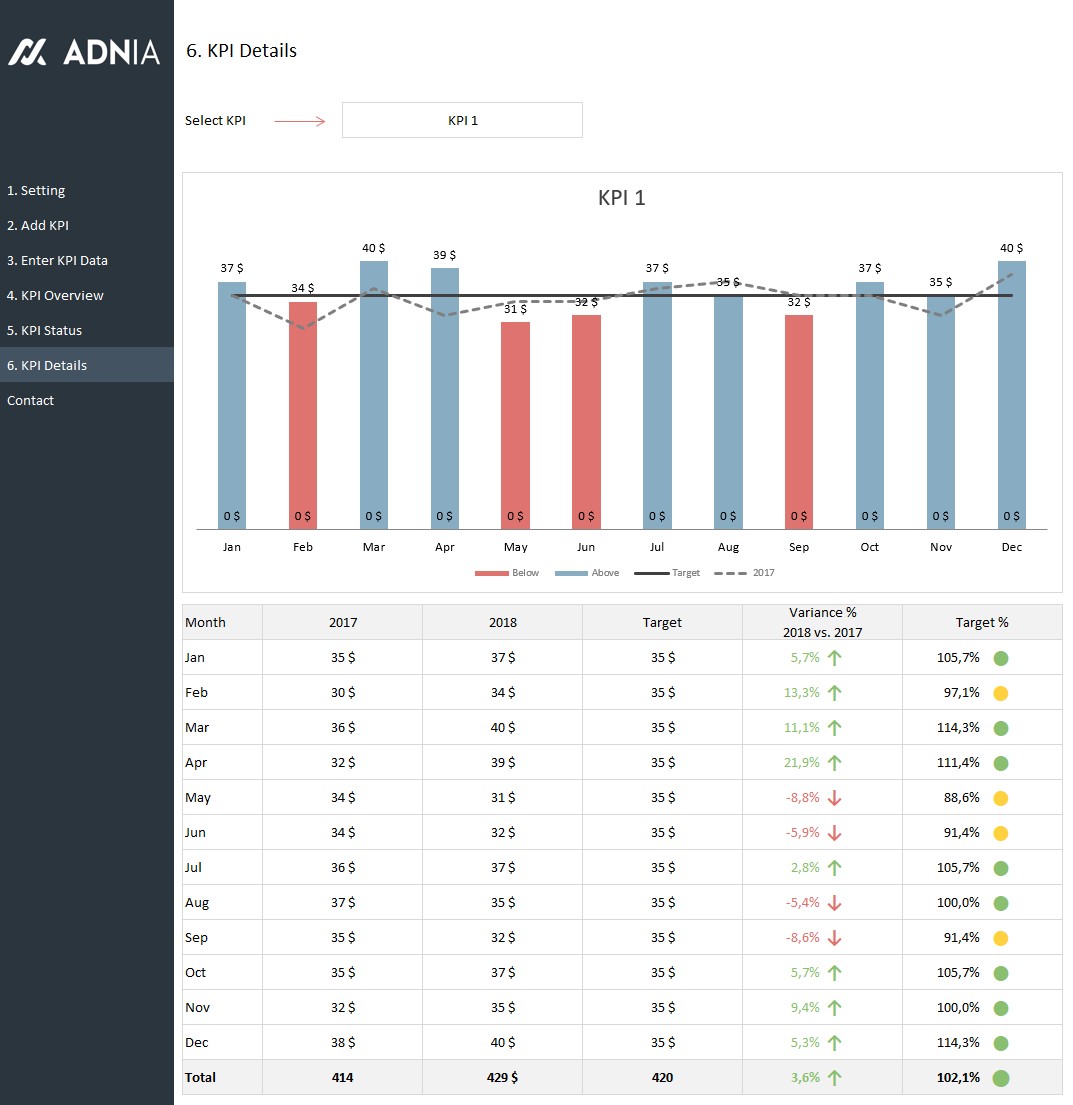 ADNIA
6. KPI Details
Select KPI
KPI 1
1. Setting
2. Add KPI
3. Enter KPI Data
4. KPI Overview
5. KPI Status
6. KPI Details
Contact
KPI 1
37 $ 34 $ 40 $ 39 $ 31 $ 32 $ 37 $ 35 $ 32 $ 37 $ 35 $ 40 $
0 $ 0 $ 0 $ 0 $ 0 $ 0 $ 0 $ 0 $ 0 $ 0 $ 0 $ 0 $
Jan Feb Mar Apr May Jun Jul Aug Sep Oct Nov Dec
Below Above Target 2017
Month 2017 2018 Target Variance % 2018 vs. 2017 Target %
Jan 35 $ 37 $ 35 $ 5,7% 105,7%
Feb 30 $ 34 $ 35 $ 13,3% 97,1%
Mar 36 $ 40 $ 35 $ 11,1% 114,3%
Apr 32 $ 39 $ 35 $ 21,9% 111,4%
May 34 $ 31 $ 35 $ -8,8% 88,6%
Jun 34 $ 32 $ 35 $ -5,9% 91,4%
Jul 36 $ 37 $ 35 $ 2,8% 105,7%
Aug 37 $ 35 $ 35 $ -5,4% 100,0%
Sep 35 $ 32 $ 35 $ -8,6% 91,4%
Oct 35 $ 37 $ 35 $ 5,7% 105,7%
Nov 32 $ 35 $ 35 $ 9,4% 100,0%
Dec 38 $ 40 $ 35 $ 5,3% 114,3%
Total 414 429 $ 420 3,6% 102,1%